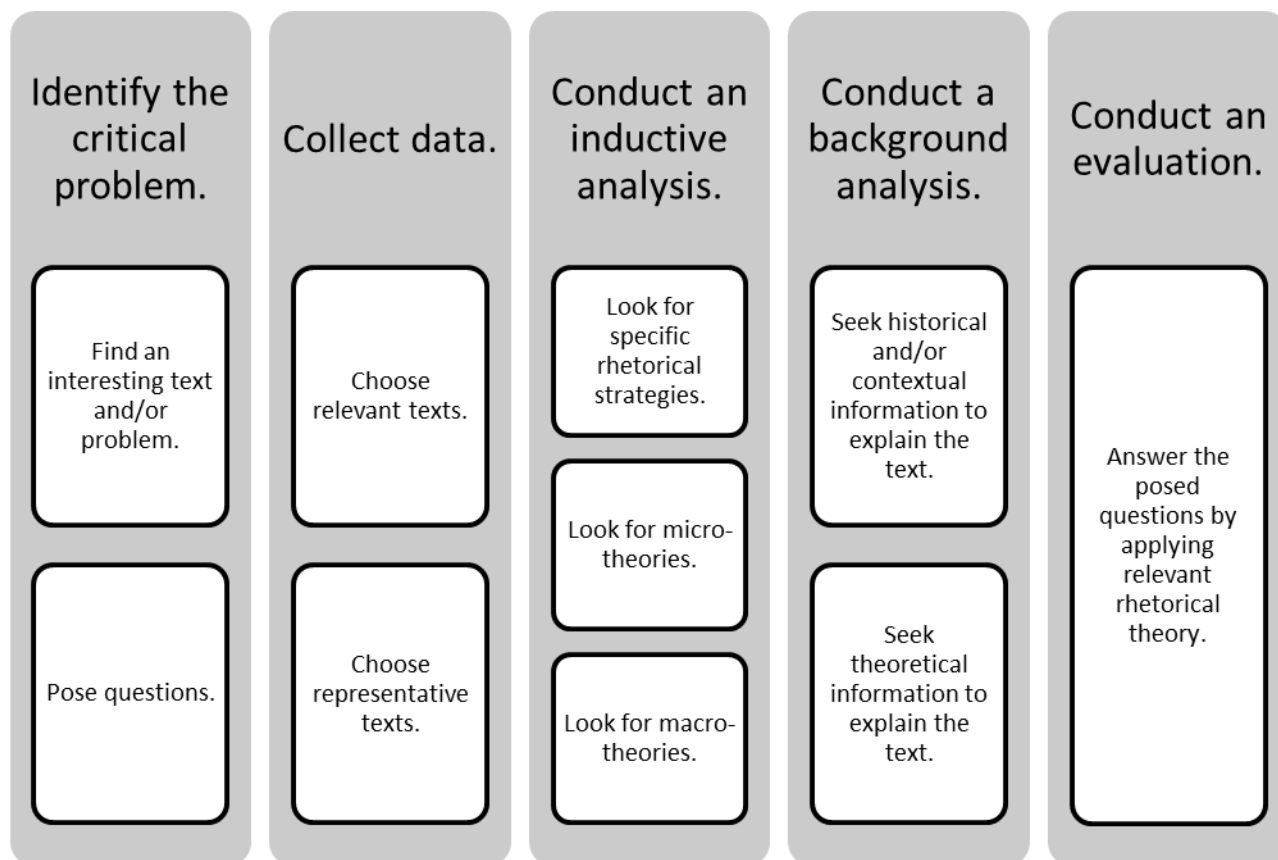 Identify the
critical
problem.
Find an
interesting text
and/or
problem.
Pose questions.
Collect data.
Choose
relevant texts.
Choose
representative
texts.
Conduct an
inductive
analysis.
Look for
specific
rhetorical
strategies.
Look for micro-
theories.
Look for macro-
theories.
Conduct a
background
analysis.
Seek historical
and/or
contextual
information to
explain the
text.
Seek
theoretical
information to
explain the
text.
Conduct an
evaluation.
Answer the
posed
questions by
applying
relevant
rhetorical
theory.